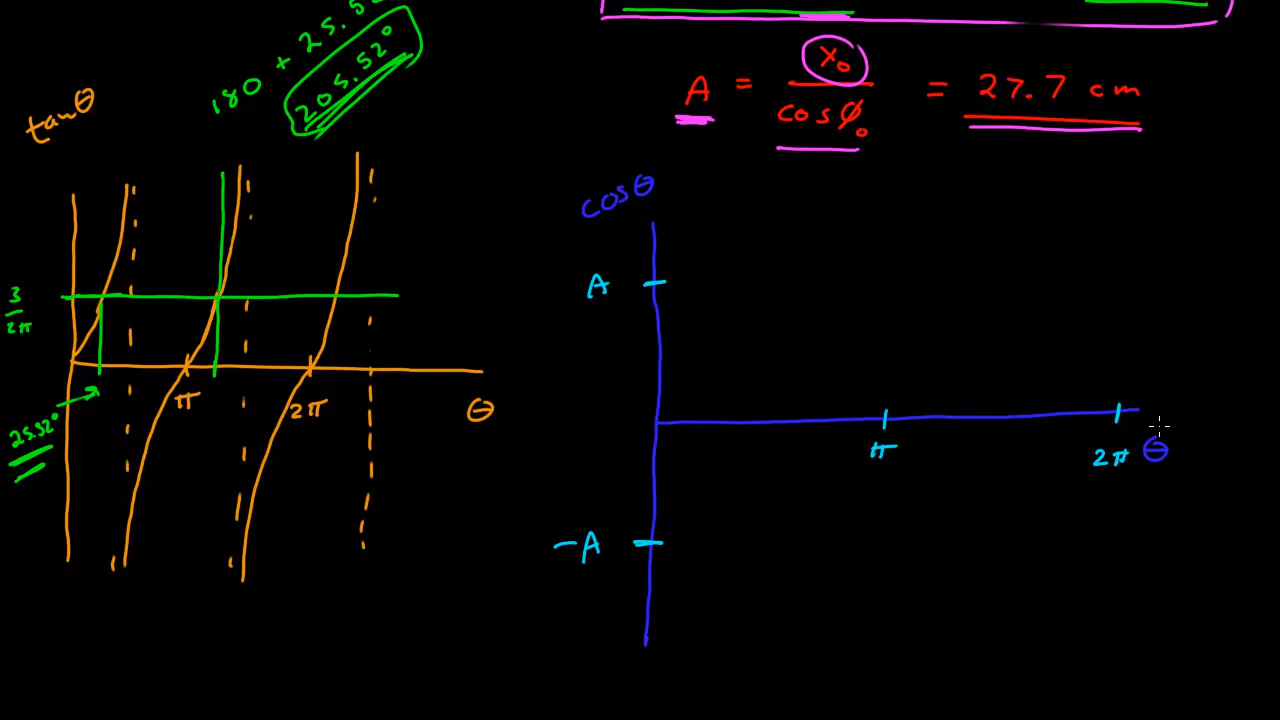 180 + 25.52
205.52°
A = x₀ / cosϕ₀ = 27.7 cm
tanθ
3/2π
π
2π
θ
25.52°
cosθ
A
π
2π θ
-A